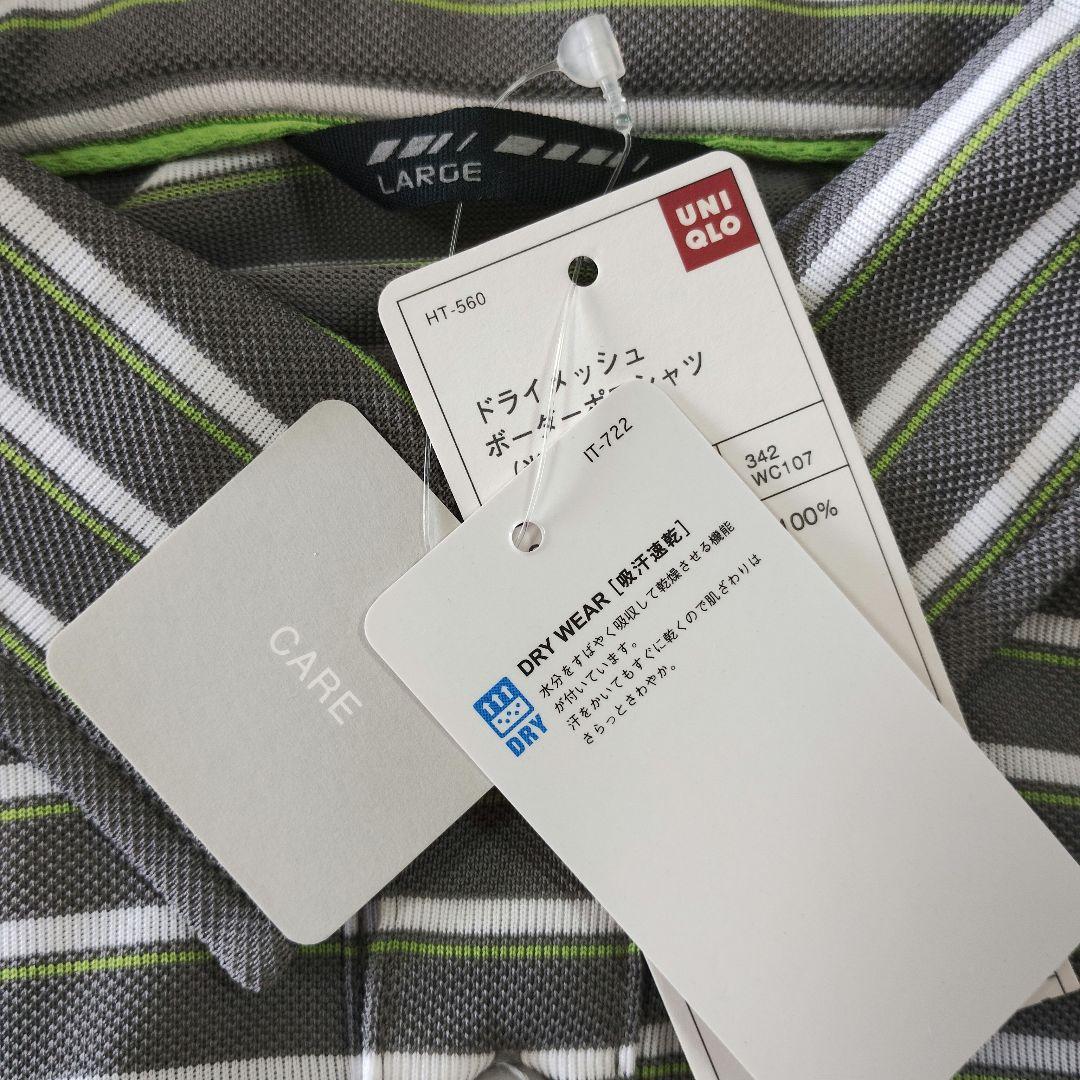 LARGE
UNI
QLO
HT-560
ドライメッシュ
ボーダーポロシャツ
342
WC107
100%
IT-722
DRY WEAR [吸汗速乾]
水分をすばやく吸収して乾燥させる機能
が付いています。
汗をかいてもすぐに乾くので肌ざわりは
さらっとさわやか。
DRY
CARE